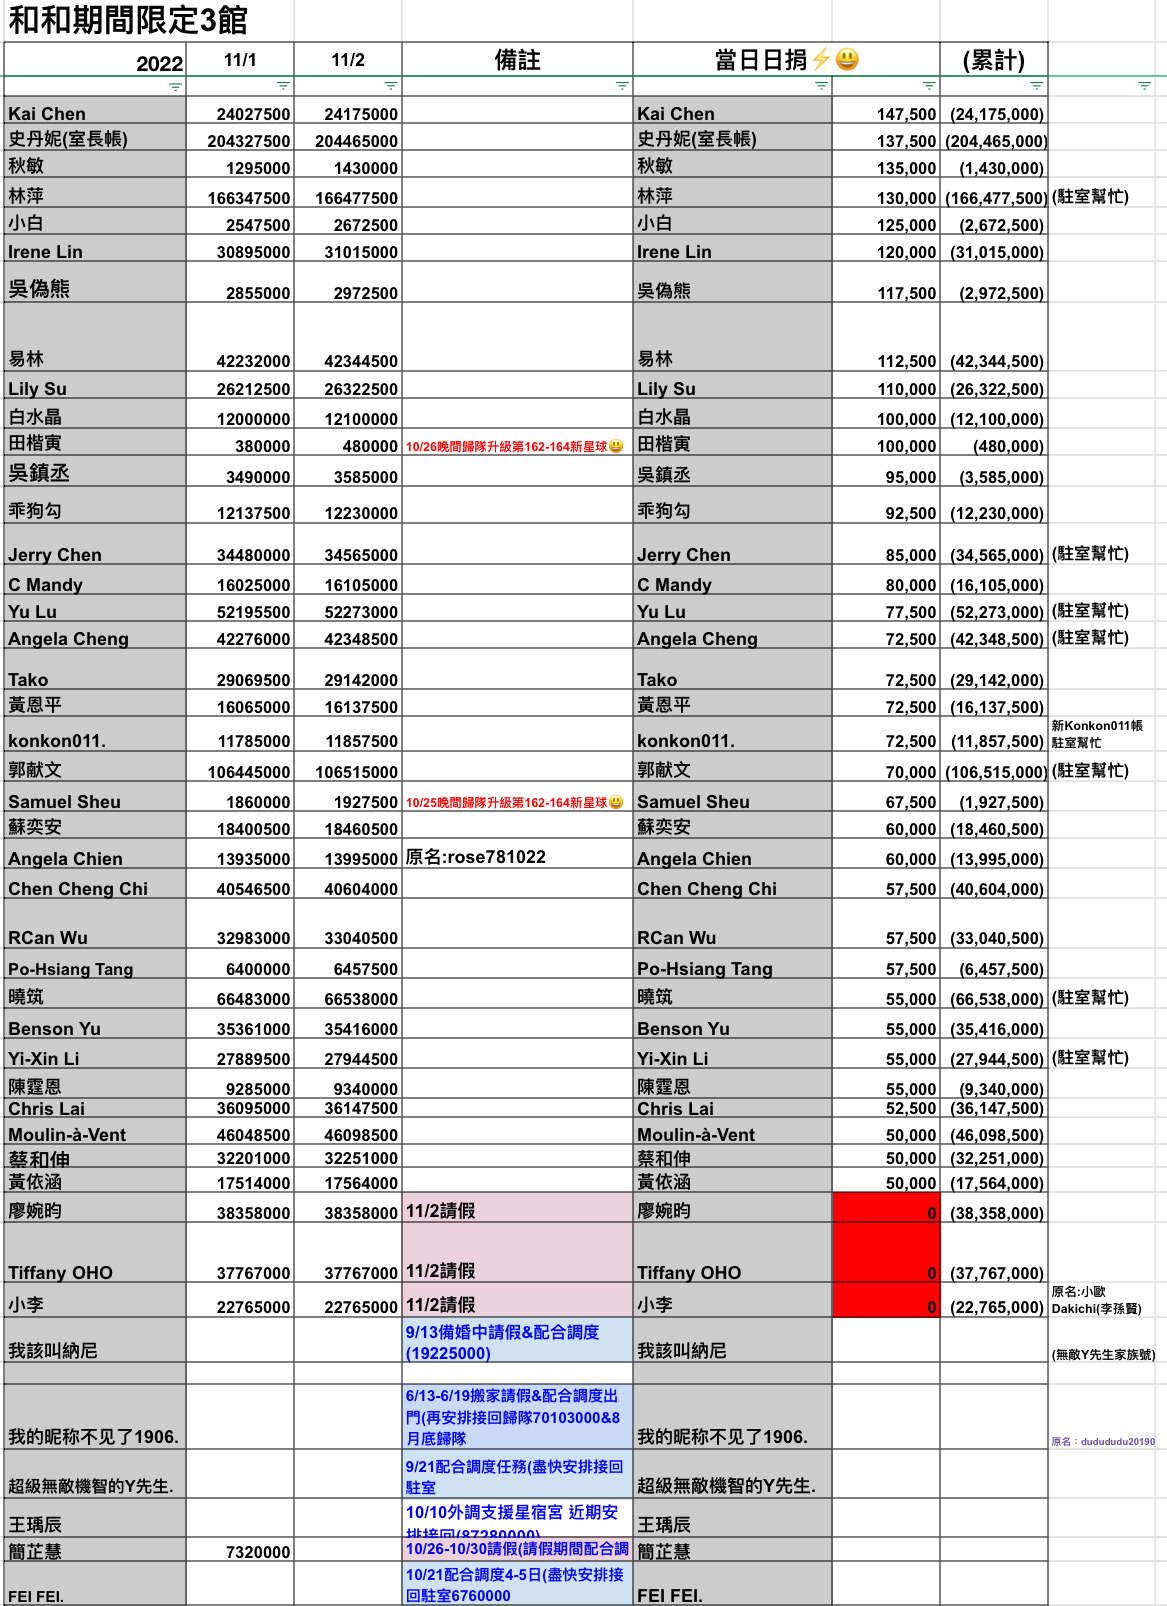 和和期間限定3館
2022 11/1 11/2 備註 當日日捐⚡😃 (累計)
Kai Chen 24027500 24175000 Kai Chen 147,500 (24,175,000)
史丹妮(室長帳) 204327500 204465000 史丹妮(室長帳) 137,500 (204,465,000)
秋敏 1295000 1430000 秋敏 135,000 (1,430,000)
林萍 166347500 166477500 林萍 130,000 (166,477,500) (駐室幫忙)
小白 2547500 2672500 小白 125,000 (2,672,500)
Irene Lin 30895000 31015000 Irene Lin 120,000 (31,015,000)
吳偽熊 2855000 2972500 吳偽熊 117,500 (2,972,500)
易林 42232000 42344500 易林 112,500 (42,344,500)
Lily Su 26212500 26322500 Lily Su 110,000 (26,322,500)
白水晶 12000000 12100000 白水晶 100,000 (12,100,000)
田楷寅 380000 480000 10/26晚間歸隊升級第162-164新星球😃 田楷寅 100,000 (480,000)
吳鎮丞 3490000 3585000 吳鎮丞 95,000 (3,585,000)
乖狗勾 12137500 12230000 乖狗勾 92,500 (12,230,000)
Jerry Chen 34480000 34565000 Jerry Chen 85,000 (34,565,000) (駐室幫忙)
C Mandy 16025000 16105000 C Mandy 80,000 (16,105,000)
Yu Lu 52195500 52273000 Yu Lu 77,500 (52,273,000) (駐室幫忙)
Angela Cheng 42276000 42348500 Angela Cheng 72,500 (42,348,500) (駐室幫忙)
Tako 29069500 29142000 Tako 72,500 (29,142,000)
黃恩平 16065000 16137500 黃恩平 72,500 (16,137,500)
新Konkon011帳
konkon011. 11785000 11857500 konkon011. 72,500 (11,857,500) 駐室幫忙
郭献文 106445000 106515000 郭献文 70,000 (106,515,000) (駐室幫忙)
Samuel Sheu 1860000 1927500 10/25晚間歸隊升級第162-164新星球😃 Samuel Sheu 67,500 (1,927,500)
蘇奕安 18400500 18460500 蘇奕安 60,000 (18,460,500)
Angela Chien 13935000 13995000 原名:rose781022 Angela Chien 60,000 (13,995,000)
Chen Cheng Chi 40546500 40604000 Chen Cheng Chi 57,500 (40,604,000)
RCan Wu 32983000 33040500 RCan Wu 57,500 (33,040,500)
Po-Hsiang Tang 6400000 6457500 Po-Hsiang Tang 57,500 (6,457,500)
曉筑 66483000 66538000 曉筑 55,000 (66,538,000) (駐室幫忙)
Benson Yu 35361000 35416000 Benson Yu 55,000 (35,416,000)
Yi-Xin Li 27889500 27944500 Yi-Xin Li 55,000 (27,944,500) (駐室幫忙)
陳霆恩 9285000 9340000 陳霆恩 55,000 (9,340,000)
Chris Lai 36095000 36147500 Chris Lai 52,500 (36,147,500)
Moulin-à-Vent 46048500 46098500 Moulin-à-Vent 50,000 (46,098,500)
蔡和伸 32201000 32251000 蔡和伸 50,000 (32,251,000)
黃依涵 17514000 17564000 黃依涵 50,000 (17,564,000)
廖婉昀 38358000 38358000 11/2請假 廖婉昀 0 (38,358,000)
Tiffany OHO 37767000 37767000 11/2請假 Tiffany OHO 0 (37,767,000)
原名:小歐
小李 22765000 22765000 11/2請假 小李 0 (22,765,000) Dakichi(李孫賢)
9/13備婚中請假&配合調度
我該叫納尼 (19225000) 我該叫納尼 (無敵Y先生家族號)
6/13-6/19搬家請假&配合調度出
門(再安排接回歸隊70103000&8
我的昵称不见了1906. 月底歸隊 我的昵称不见了1906. 原名：dudududu20190
9/21配合調度任務(盡快安排接回
超級無敵機智的Y先生. 駐室 超級無敵機智的Y先生.
10/10外調支援星宿宮 近期安
王瑀辰 排接回(87280000) 王瑀辰
簡芷慧 7320000 10/26-10/30請假(請假期間配合調 簡芷慧
10/21配合調度4-5日(盡快安排接
FEI FEI. 回駐室6760000 FEI FEI.